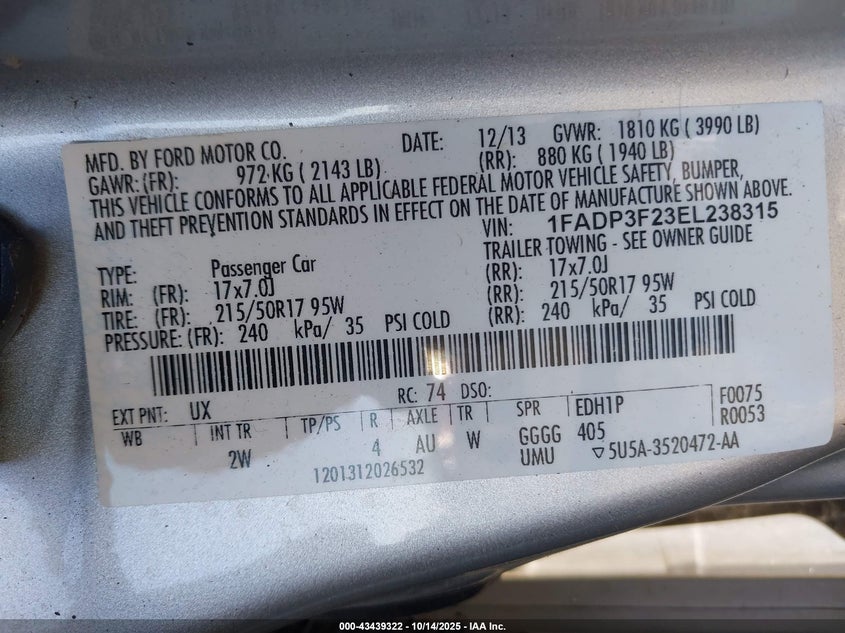 MFD. BY FORD MOTOR CO. DATE: 12/13 GVWR: 1810 KG ( 3990 LB)
GAWR: (FR): 972 KG ( 2143 LB) (RR): 880 KG ( 1940 LB)
THIS VEHICLE CONFORMS TO ALL APPLICABLE FEDERAL MOTOR VEHICLE SAFETY, BUMPER,
AND THEFT PREVENTION STANDARDS IN EFFECT ON THE DATE OF MANUFACTURE SHOWN ABOVE.
VIN: 1FADP3F23EL238315
TYPE: Passenger Car TRAILER TOWING - SEE OWNER GUIDE
RIM: (FR): 17x7.0J (RR): 17x7.0J
TIRE: (FR): 215/50R17 95W (RR): 215/50R17 95W
PRESSURE: (FR): 240 kPa/ 35 PSI COLD (RR): 240 kPa/ 35 PSI COLD
EXT PNT: UX RC: 74 DSO: F0075
WB INT TR TP/PS R AXLE TR SPR EDH1P R0053
2W 4 AU W GGGG 405
1201312026532 UMU ▽5U5A-3520472-AA
000-43439322 - 10/14/2025 - IAA Inc.